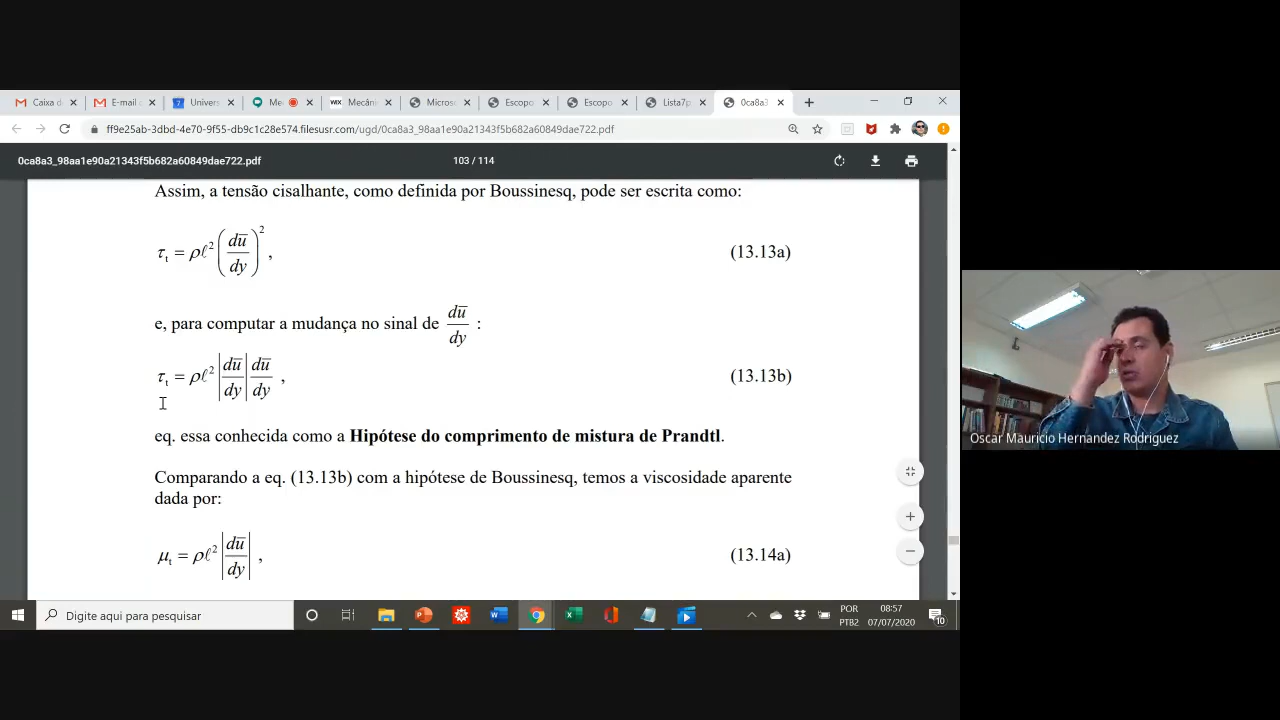 Caixa d
E-mail
Univers
Me
WIX Mecâni
Micros
Escopo
Escopo
Lista7p
0ca8a3
ff9e25ab-3dbd-4e70-9f55-db9c1c28e574.filesusr.com/ugd/0ca8a3_98aa1e90a21343f5b682a60849dae722.pdf
0ca8a3_98aa1e90a21343f5b682a60849dae722.pdf 103 / 114
Assim, a tensão cisalhante, como definida por Boussinesq, pode ser escrita como:
τt = ρℓ² (dū/dy)², (13.13a)
e, para computar a mudança no sinal de dū/dy :
τt = ρℓ² |dū/dy| dū/dy , (13.13b)
eq. essa conhecida como a Hipótese do comprimento de mistura de Prandtl.
Comparando a eq. (13.13b) com a hipótese de Boussinesq, temos a viscosidade aparente
dada por:
μt = ρℓ² |dū/dy| , (13.14a)
Oscar Mauricio Hernandez Rodriguez
Digite aqui para pesquisar
POR
PTB2
08:57
07/07/2020
10